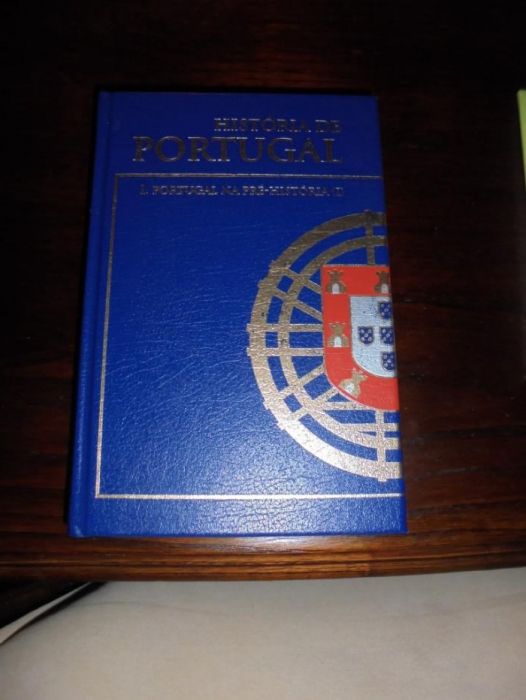 HISTÓRIA DE
PORTUGAL
I. PORTUGAL NA PRÉ-HISTÓRIA (I)